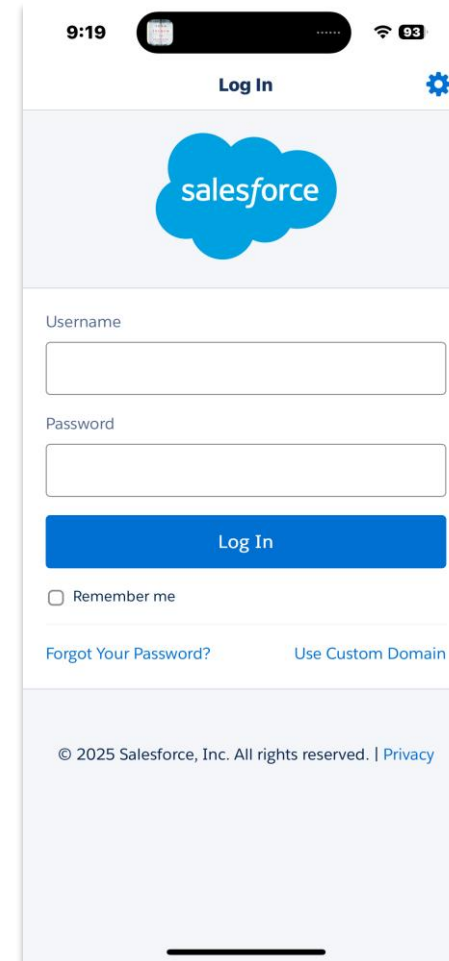 9:19
93
Log In
salesforce
Username
Password
Log In
Remember me
Forgot Your Password? Use Custom Domain
© 2025 Salesforce, Inc. All rights reserved. | Privacy